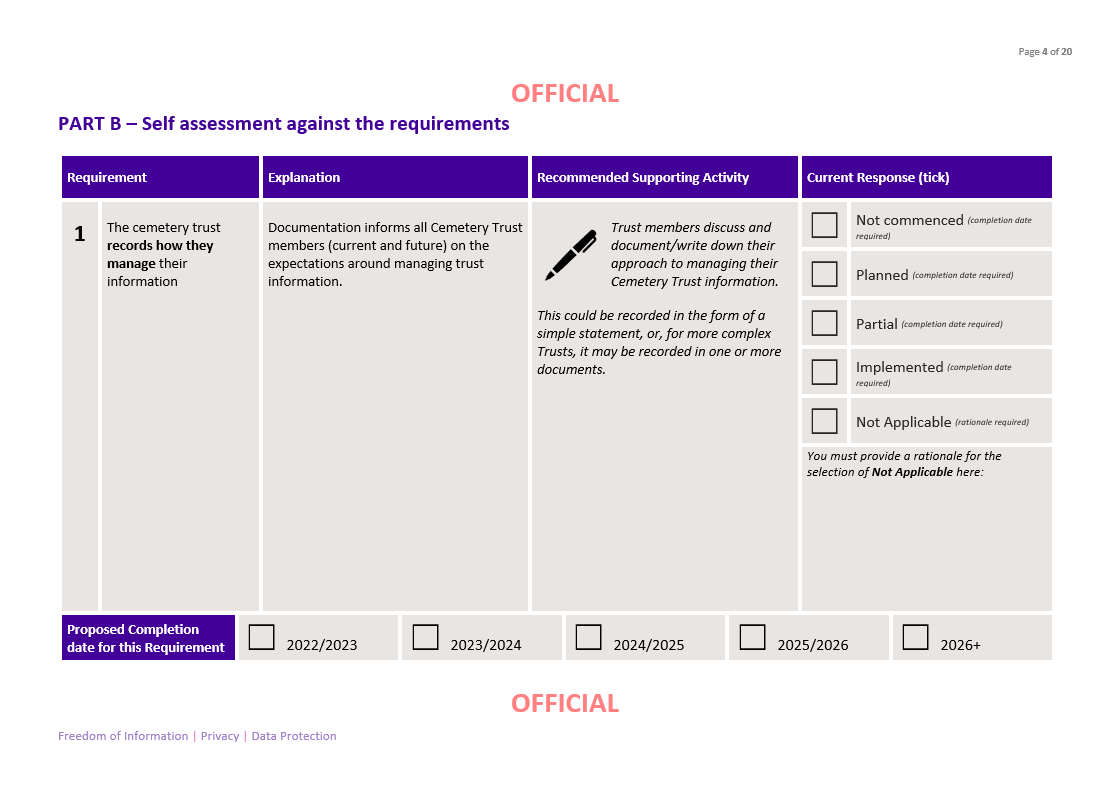 Page 4 of 20
OFFICIAL
PART B – Self assessment against the requirements
Requirement
Explanation
Recommended Supporting Activity
Current Response (tick)
1
The cemetery trust
records how they
manage their
information
Documentation informs all Cemetery Trust
members (current and future) on the
expectations around managing trust
information.
Trust members discuss and
document/write down their
approach to managing their
Cemetery Trust information.
This could be recorded in the form of a
simple statement, or, for more complex
Trusts, it may be recorded in one or more
documents.
Not commenced (completion date
required)
Planned (completion date required)
Partial (completion date required)
Implemented (completion date
required)
Not Applicable (rationale required)
You must provide a rationale for the
selection of Not Applicable here:
Proposed Completion
date for this Requirement
2022/2023
2023/2024
2024/2025
2025/2026
2026+
OFFICIAL
Freedom of Information | Privacy | Data Protection